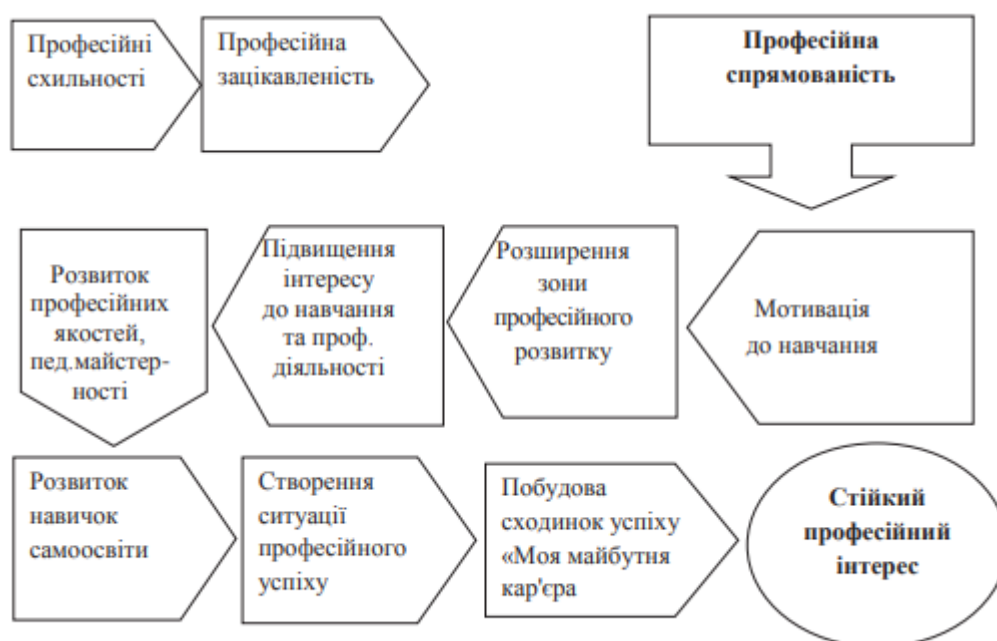 Професійні
схильності
Професійна
зацікавленість
Професійна
спрямованість
Мотивація
до навчання
Розширення
зони
професійного
розвитку
Підвищення
інтересу
до навчання
та проф.
діяльності
Розвиток
професійних
якостей,
пед.майстер-
ності
Розвиток
навичок
самоосвіти
Створення
ситуації
професійного
успіху
Побудова
сходинок успіху
«Моя майбутня
кар'єра
Стійкий
професійний
інтерес